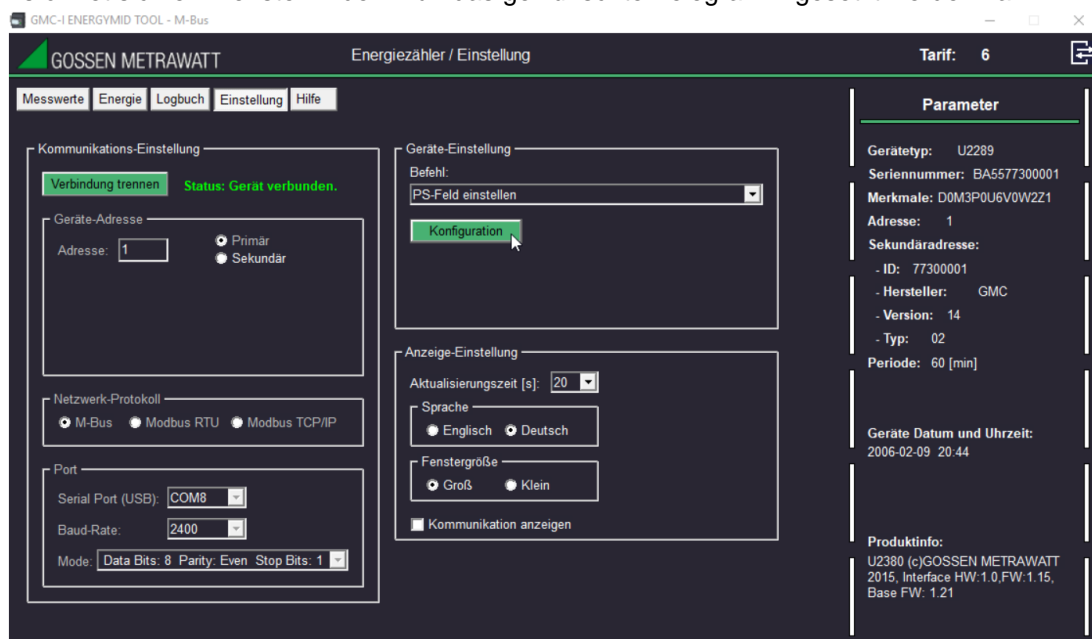 GMC-I ENERGYMID TOOL - M-Bus
GOSSEN METRAWATT
Energiezähler / Einstellung
Tarif: 6
Messwerte Energie Logbuch Einstellung Hilfe
Kommunikations-Einstellung
Verbindung trennen Status: Gerät verbunden.
Geräte-Adresse
Adresse: 1
Primär
Sekundär
Netzwerk-Protokoll
M-Bus Modbus RTU Modbus TCP/IP
Port
Serial Port (USB): COM8
Baud-Rate: 2400
Mode: Data Bits: 8 Parity: Even Stop Bits: 1
Geräte-Einstellung
Befehl:
PS-Feld einstellen
Konfiguration
Anzeige-Einstellung
Aktualisierungszeit [s]: 20
Sprache
Englisch Deutsch
Fenstergröße
Groß Klein
Kommunikation anzeigen
Parameter
Gerätetyp: U2289
Seriennummer: BA5577300001
Merkmale: D0M3P0U6V0W2Z1
Adresse: 1
Sekundäradresse:
- ID: 77300001
- Hersteller: GMC
- Version: 14
- Typ: 02
Periode: 60 [min]
Geräte Datum und Uhrzeit:
2006-02-09 20:44
Produktinfo:
U2380 (c)GOSSEN METRAWATT
2015, Interface HW:1.0,FW:1.15,
Base FW: 1.21